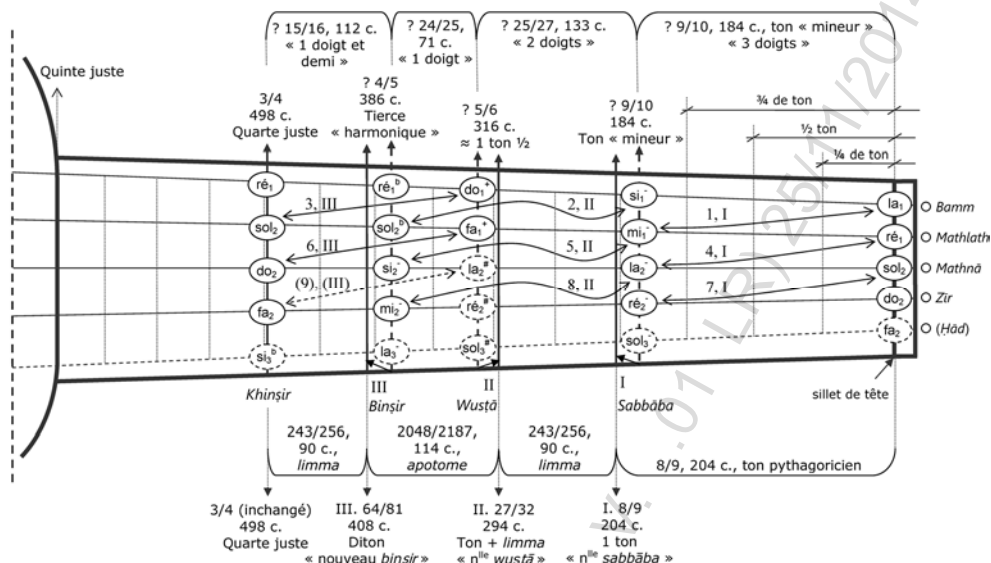 ? 15/16, 112 c.
« 1 doigt et
demi »
? 24/25,
71 c.
« 1 doigt »
? 25/27, 133 c.
« 2 doigts »
? 9/10, 184 c., ton « mineur »
« 3 doigts »
Quinte juste
3/4
498 c.
Quarte juste
? 4/5
386 c.
Tierce
« harmonique »
? 5/6
316 c.
≈ 1 ton ½
? 9/10
184 c.
Ton « mineur »
¾ de ton
½ ton
¼ de ton
ré₁ ré₁ᵇ do₁⁺ si₁⁻ la₁ Bamm
3, III 2, II 1, I
sol₂ sol₂ᵇ fa₁⁺ mi₁⁻ ré₁ Mathlath
6, III 5, II 4, I
do₂ si₂⁻ la₂# la₂⁻ sol₂ Mathnā
(9), (III) 8, II 7, I
fa₂ mi₂⁻ ré₂# ré₂⁻ do₂ Zīr
si₃ᵇ la₃ sol₃# sol₃ fa₂ (Ḥād)
III II I
Khinṣir Binṣir Wusṭā Sabbāba sillet de tête
243/256,
90 c.,
limma
2048/2187,
114 c.,
apotome
243/256,
90 c.,
limma
8/9, 204 c., ton pythagoricien
3/4 (inchangé)
498 c.
Quarte juste
III. 64/81
408 c.
Diton
« nouveau binṣir »
II. 27/32
294 c.
Ton + limma
« nˡˡᵉ wusṭā »
I. 8/9
204 c.
1 ton
« nˡˡᵉ sabbāba »
v. .01 (LR) 25/11/2014